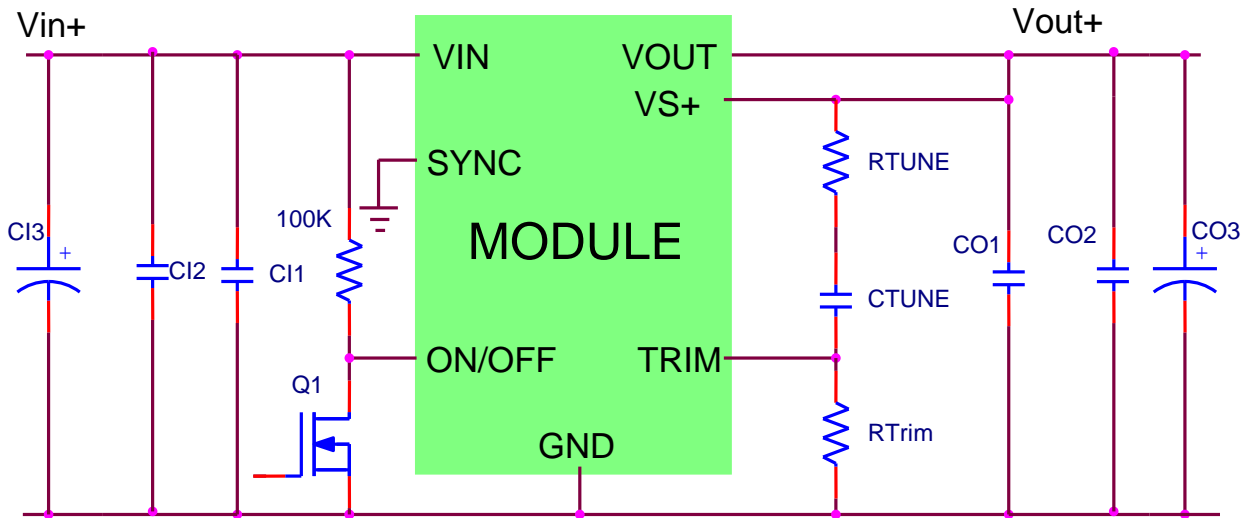 Vin+
Vout+
VIN
VOUT
VS+
SYNC
RTUNE
100K
MODULE
CI3
+
CI2
CI1
CO1
CO2
CO3
+
CTUNE
ON/OFF
TRIM
Q1
RTrim
GND